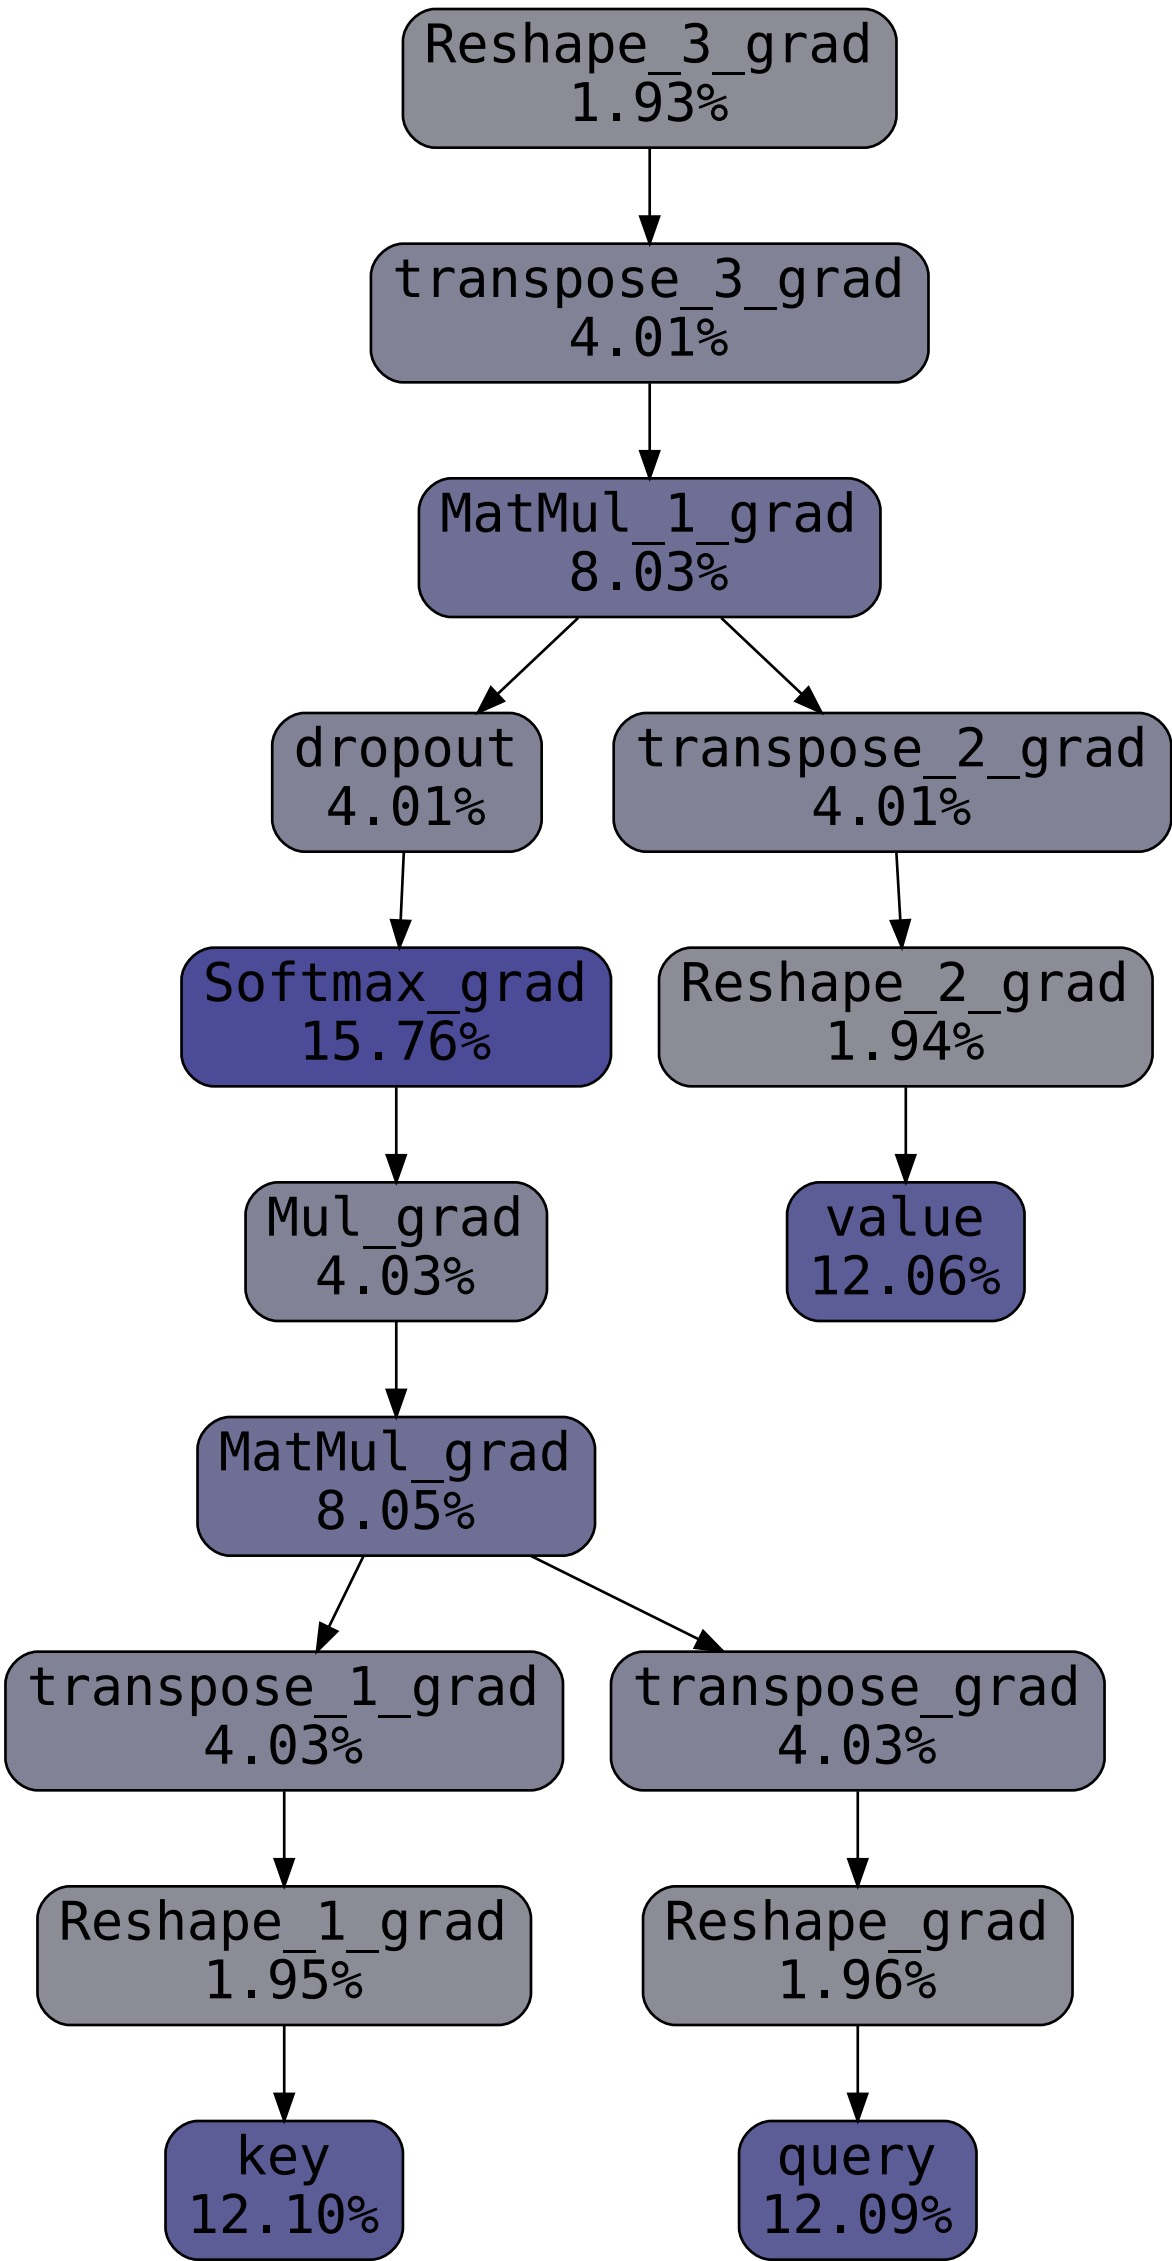 Reshape_3_grad
1.93%
transpose_3_grad
4.01%
MatMul_1_grad
8.03%
dropout
4.01%
transpose_2_grad
4.01%
Softmax_grad
15.76%
Reshape_2_grad
1.94%
Mul_grad
4.03%
value
12.06%
MatMul_grad
8.05%
transpose_1_grad
4.03%
transpose_grad
4.03%
Reshape_1_grad
1.95%
Reshape_grad
1.96%
key
12.10%
query
12.09%